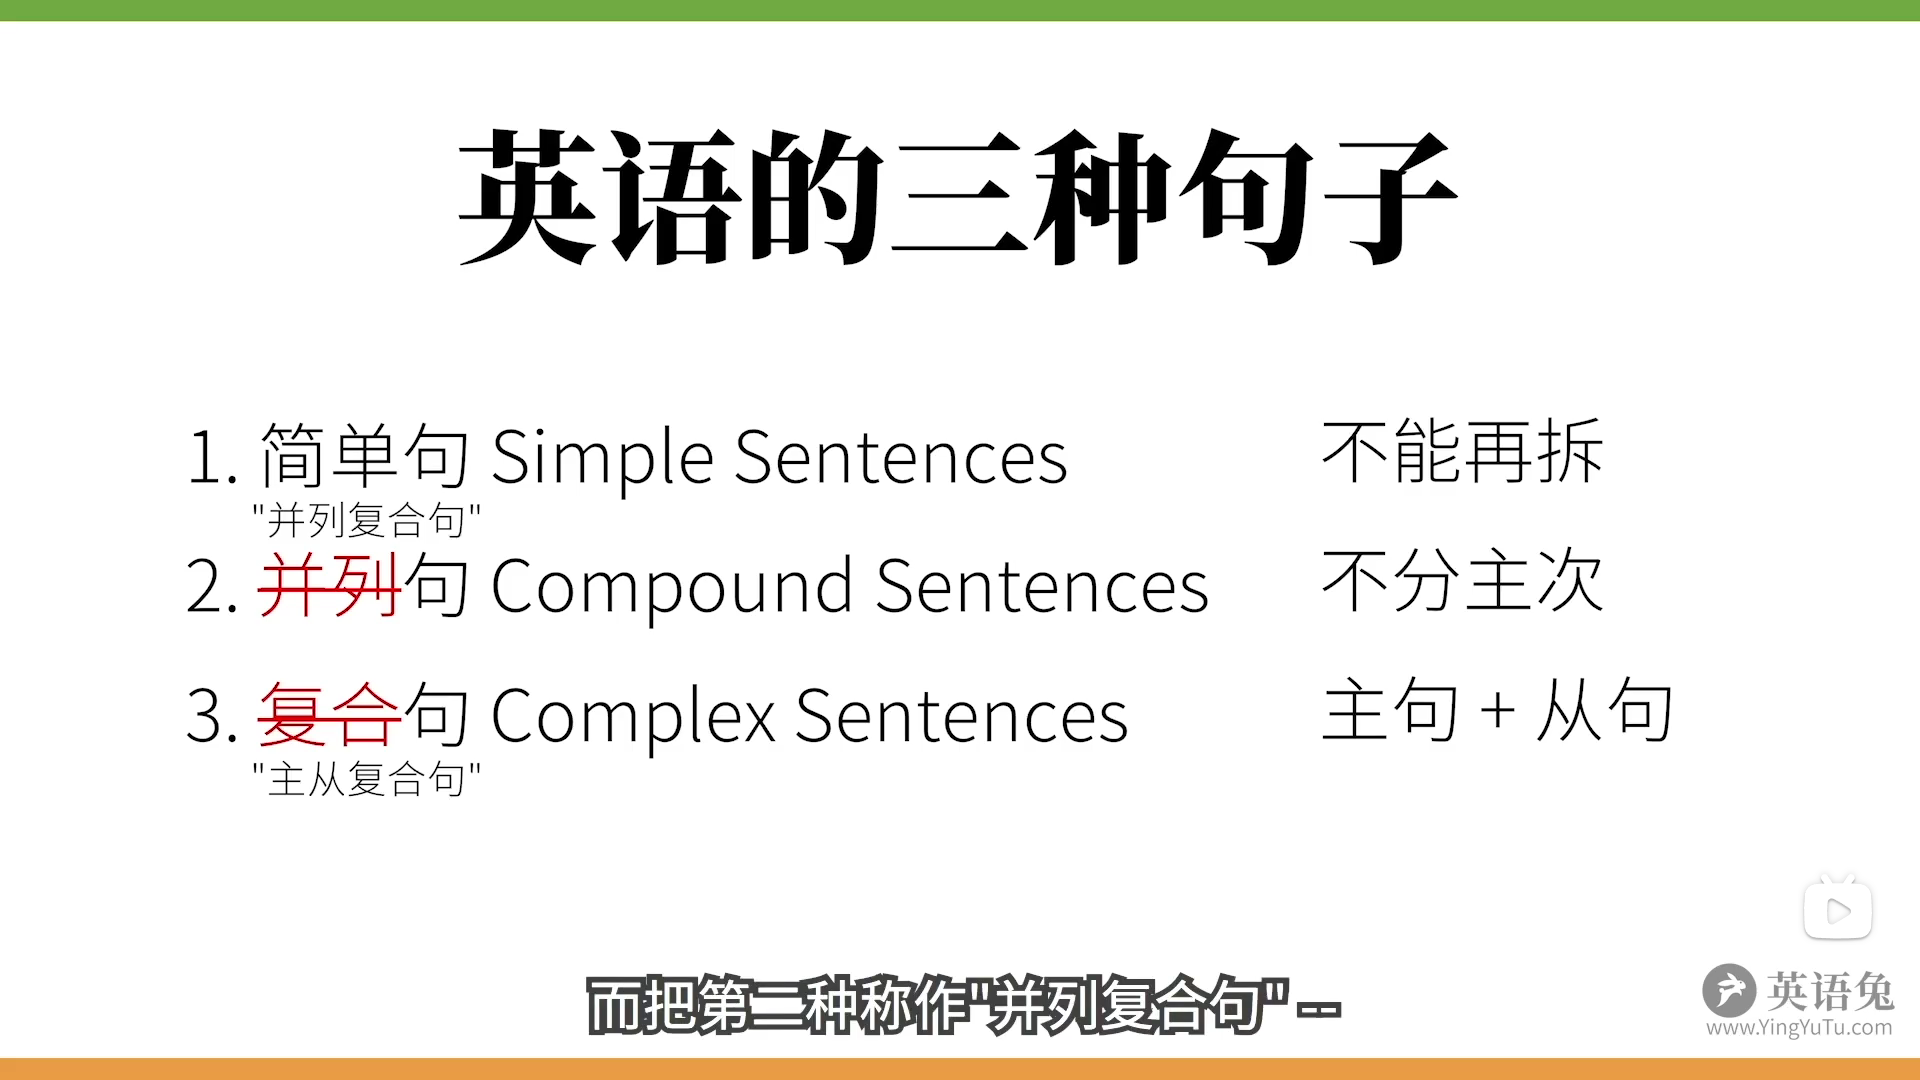 英语的三种句子
1. 简单句 Simple Sentences 不能再拆
"并列复合句"
2. 并列句 Compound Sentences 不分主次
3. 复合句 Complex Sentences 主句 + 从句
"主从复合句"
而把第二种称作"并列复合句" --
英语兔
www.YingYuTu.com